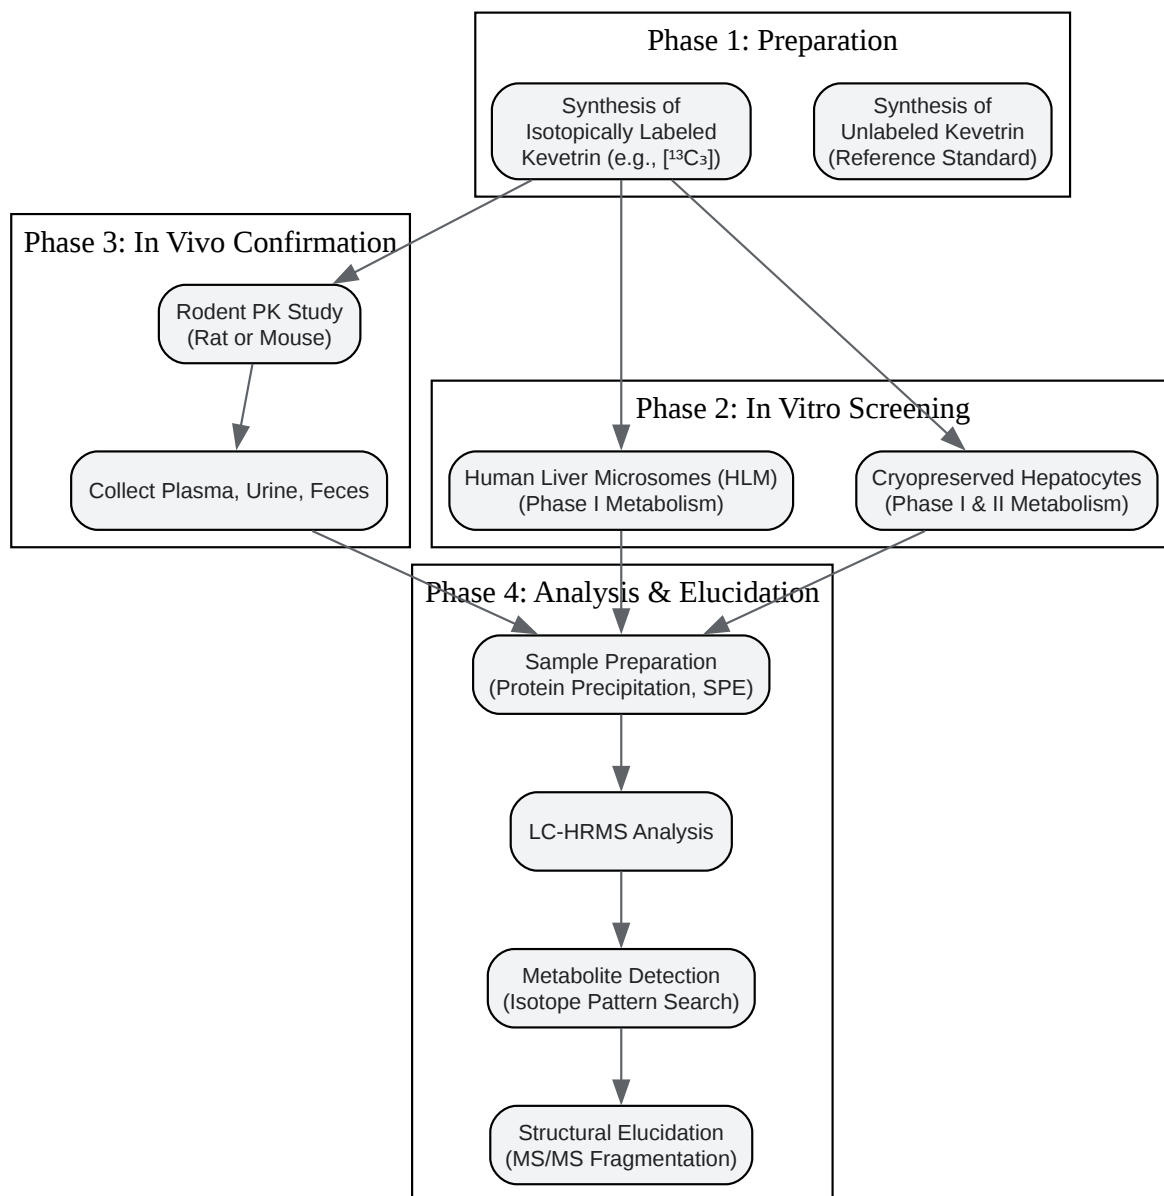 Phase 1: Preparation
Synthesis of
Isotopically Labeled
Kevetrin (e.g., [¹³C₃])
Synthesis of
Unlabeled Kevetrin
(Reference Standard)
Phase 3: In Vivo Confirmation
Rodent PK Study
(Rat or Mouse)
Collect Plasma, Urine, Feces
Phase 2: In Vitro Screening
Human Liver Microsomes (HLM)
(Phase I Metabolism)
Cryopreserved Hepatocytes
(Phase I & II Metabolism)
Phase 4: Analysis & Elucidation
Sample Preparation
(Protein Precipitation, SPE)
LC-HRMS Analysis
Metabolite Detection
(Isotope Pattern Search)
Structural Elucidation
(MS/MS Fragmentation)